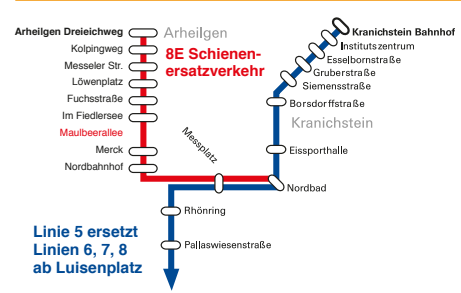 Arheilgen Dreieichweg
Kolpingweg
Messeler Str.
Löwenplatz
Fuchsstraße
Im Fiedlersee
Maulbeerallee
Merck
Nordbahnhof
Arheilgen
8E Schienen-
ersatzverkehr
Messplatz
Kranichstein Bahnhof
Institutszentrum
Esselbornstraße
Gruberstraße
Siemensstraße
Borsdorffstraße
Kranichstein
Eissporthalle
Nordbad
Rhönring
Pallaswiesenstraße
Linie 5 ersetzt
Linien 6, 7, 8
ab Luisenplatz